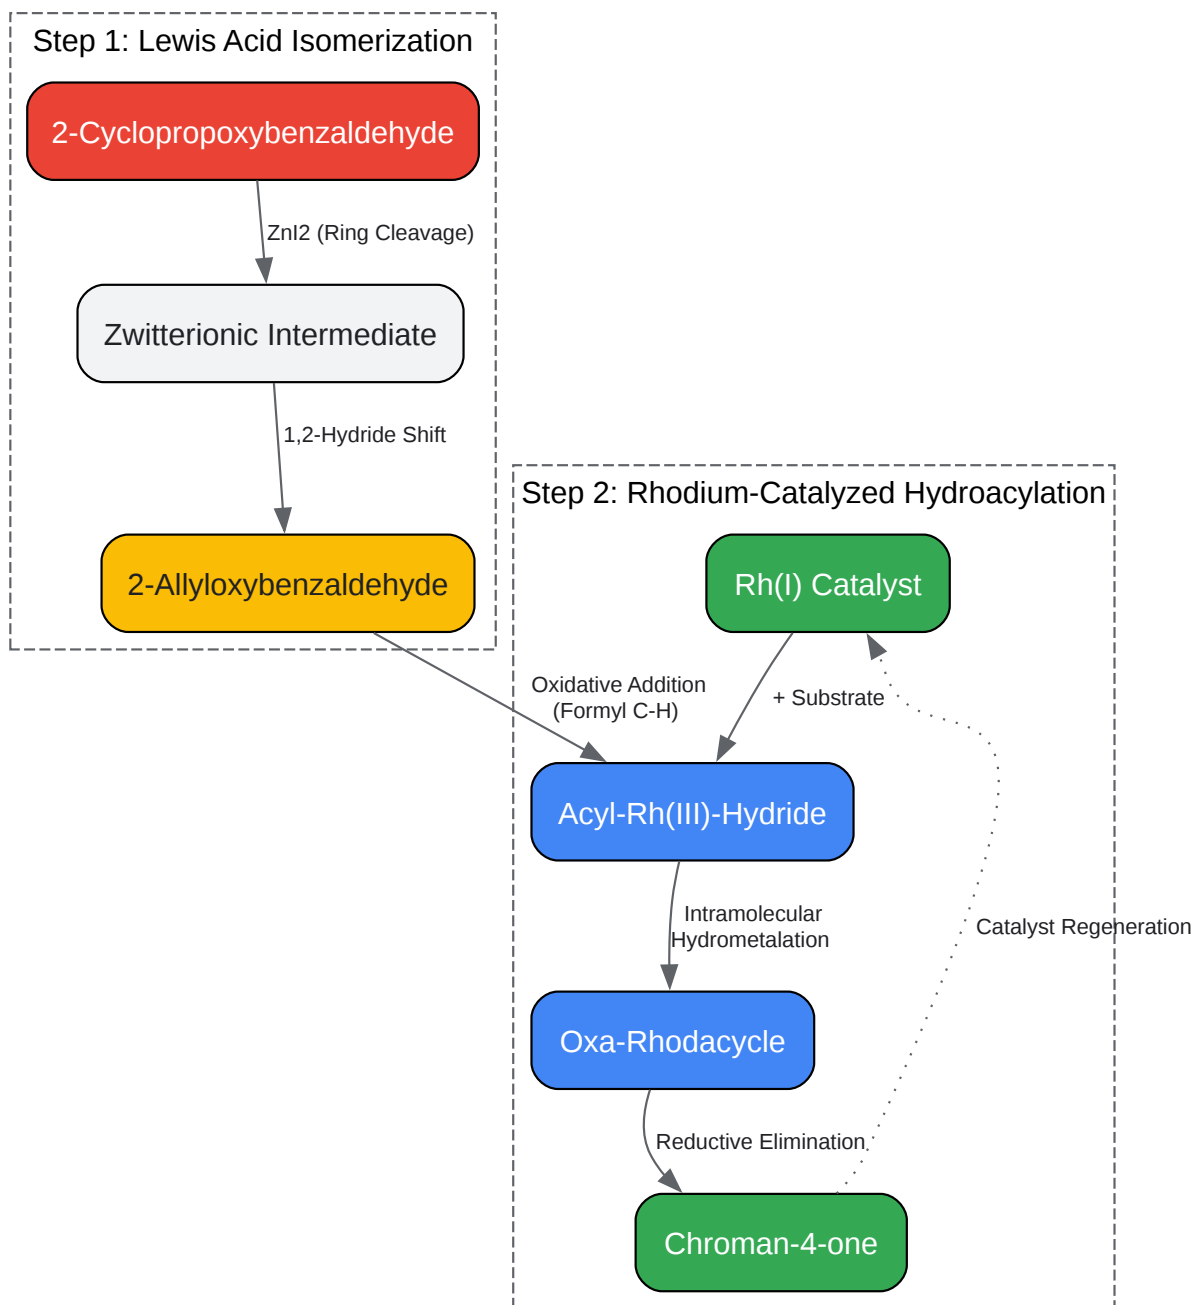 Step 1: Lewis Acid Isomerization
2-Cyclopropoxybenzaldehyde
ZnI2 (Ring Cleavage)
Zwitterionic Intermediate
1,2-Hydride Shift
2-Allyloxybenzaldehyde
Step 2: Rhodium-Catalyzed Hydroacylation
Rh(I) Catalyst
Oxidative Addition
(Formyl C-H)
+ Substrate
Acyl-Rh(III)-Hydride
Intramolecular
Hydrometalation
Catalyst Regeneration
Oxa-Rhodacycle
Reductive Elimination
Chroman-4-one